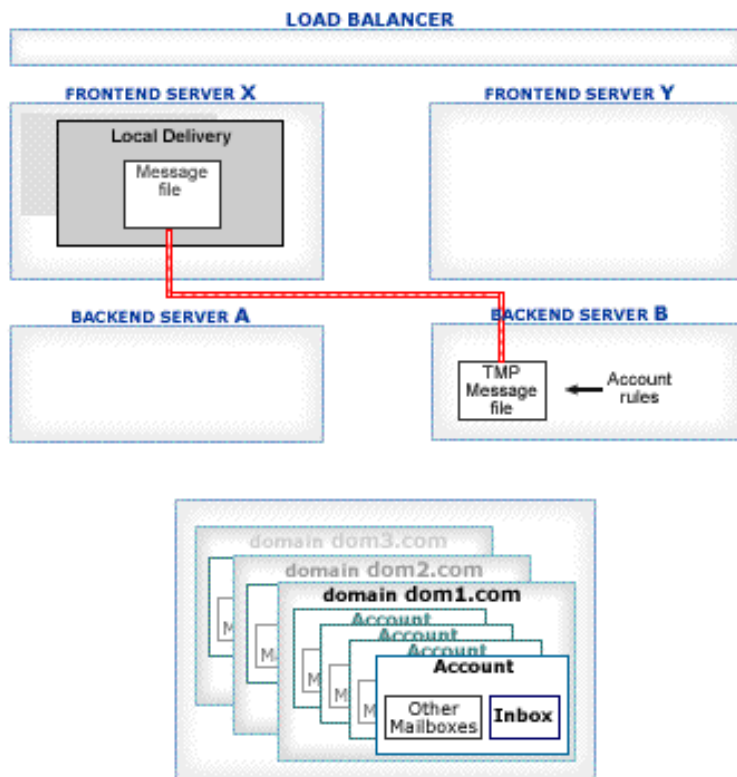 LOAD BALANCER
FRONTEND SERVER X
FRONTEND SERVER Y
Local Delivery
Message
file
BACKEND SERVER A
BACKEND SERVER B
TMP
Message
file
Account
rules
domain dom3.com
domain dom2.com
domain dom1.com
Account
Account
Account
Account
M
M
M
M
M
Other
Mailboxes
Inbox